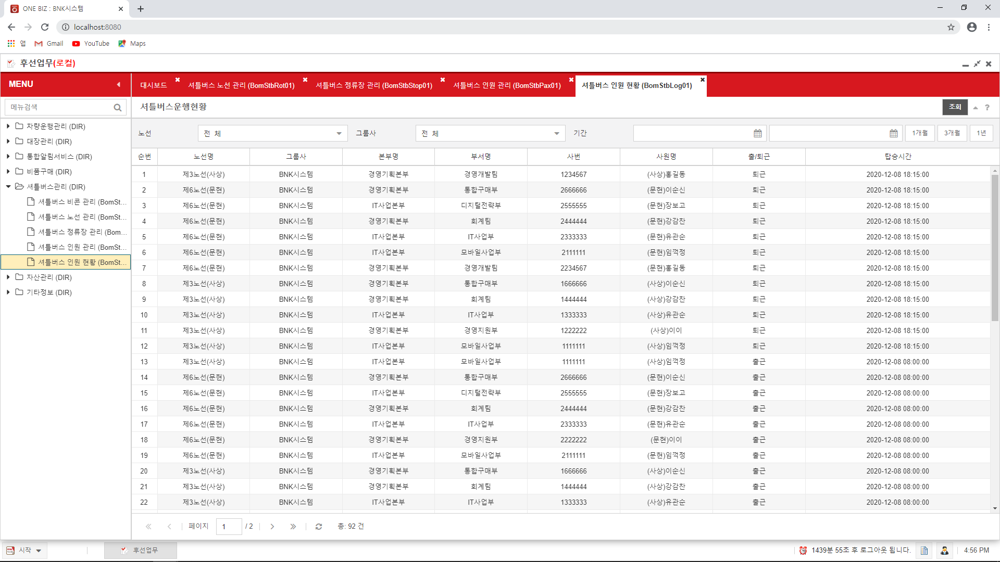 ONE BIZ : BNK시스템
localhost:8080
앱 Gmail YouTube Maps
후선업무(로컬)
MENU
대시보드 셔틀버스 노선 관리 (BomStbRot01) 셔틀버스 정류장 관리 (BomStbStop01) 셔틀버스 인원 관리 (BomStbPax01) 셔틀버스 인원 현황 (BomStbLog01)
메뉴검색
차량운행관리 (DIR)
대장관리 (DIR)
통합알림서비스 (DIR)
비품구매 (DIR)
셔틀버스관리 (DIR)
셔틀버스 비콘 관리 (BomSt...
셔틀버스 노선 관리 (BomSt...
셔틀버스 정류장 관리 (Bom...
셔틀버스 인원 관리 (BomSt...
셔틀버스 인원 현황 (BomSt...
자산관리 (DIR)
기타정보 (DIR)
셔틀버스운행현황 조회 ?
노선 전 체 그룹사 전 체 기간 1개월 3개월 1년
순번 노선명 그룹사 본부명 부서명 사번 사원명 출/퇴근 탑승시간
1 제3노선(사상) BNK시스템 경영기획본부 경영개발팀 1234567 (사상)홍길동 퇴근 2020-12-08 18:15:00
2 제6노선(문현) BNK시스템 경영기획본부 통합구매부 2666666 (문현)이순신 퇴근 2020-12-08 18:15:00
3 제6노선(문현) BNK시스템 IT사업본부 디지털전략부 2555555 (문현)장보고 퇴근 2020-12-08 18:15:00
4 제6노선(문현) BNK시스템 경영기획본부 회계팀 2444444 (문현)강감찬 퇴근 2020-12-08 18:15:00
5 제6노선(문현) BNK시스템 IT사업본부 IT사업부 2333333 (문현)유관순 퇴근 2020-12-08 18:15:00
6 제6노선(문현) BNK시스템 IT사업본부 모바일사업부 2111111 (문현)임꺽정 퇴근 2020-12-08 18:15:00
7 제6노선(문현) BNK시스템 경영기획본부 경영개발팀 2234567 (문현)홍길동 퇴근 2020-12-08 18:15:00
8 제3노선(사상) BNK시스템 경영기획본부 통합구매부 1666666 (사상)이순신 퇴근 2020-12-08 18:15:00
9 제3노선(사상) BNK시스템 경영기획본부 회계팀 1444444 (사상)강감찬 퇴근 2020-12-08 18:15:00
10 제3노선(사상) BNK시스템 IT사업본부 IT사업부 1333333 (사상)유관순 퇴근 2020-12-08 18:15:00
11 제3노선(사상) BNK시스템 경영기획본부 경영지원부 1222222 (사상)이이 퇴근 2020-12-08 18:15:00
12 제3노선(사상) BNK시스템 IT사업본부 모바일사업부 1111111 (사상)임꺽정 퇴근 2020-12-08 18:15:00
13 제3노선(사상) BNK시스템 IT사업본부 모바일사업부 1111111 (사상)임꺽정 출근 2020-12-08 08:00:00
14 제6노선(문현) BNK시스템 경영기획본부 통합구매부 2666666 (문현)이순신 출근 2020-12-08 08:00:00
15 제6노선(문현) BNK시스템 IT사업본부 디지털전략부 2555555 (문현)장보고 출근 2020-12-08 08:00:00
16 제6노선(문현) BNK시스템 경영기획본부 회계팀 2444444 (문현)강감찬 출근 2020-12-08 08:00:00
17 제6노선(문현) BNK시스템 IT사업본부 IT사업부 2333333 (문현)유관순 출근 2020-12-08 08:00:00
18 제6노선(문현) BNK시스템 경영기획본부 경영지원부 2222222 (문현)이이 출근 2020-12-08 08:00:00
19 제6노선(문현) BNK시스템 IT사업본부 모바일사업부 2111111 (문현)임꺽정 출근 2020-12-08 08:00:00
20 제3노선(사상) BNK시스템 경영기획본부 통합구매부 1666666 (사상)이순신 출근 2020-12-08 08:00:00
21 제3노선(사상) BNK시스템 경영기획본부 회계팀 1444444 (사상)강감찬 출근 2020-12-08 08:00:00
22 제3노선(사상) BNK시스템 IT사업본부 IT사업부 1333333 (사상)유관순 출근 2020-12-08 08:00:00
페이지 1 / 2 총: 92 건
시작 후선업무 1439분 55초 후 로그아웃 됩니다. 4:56 PM